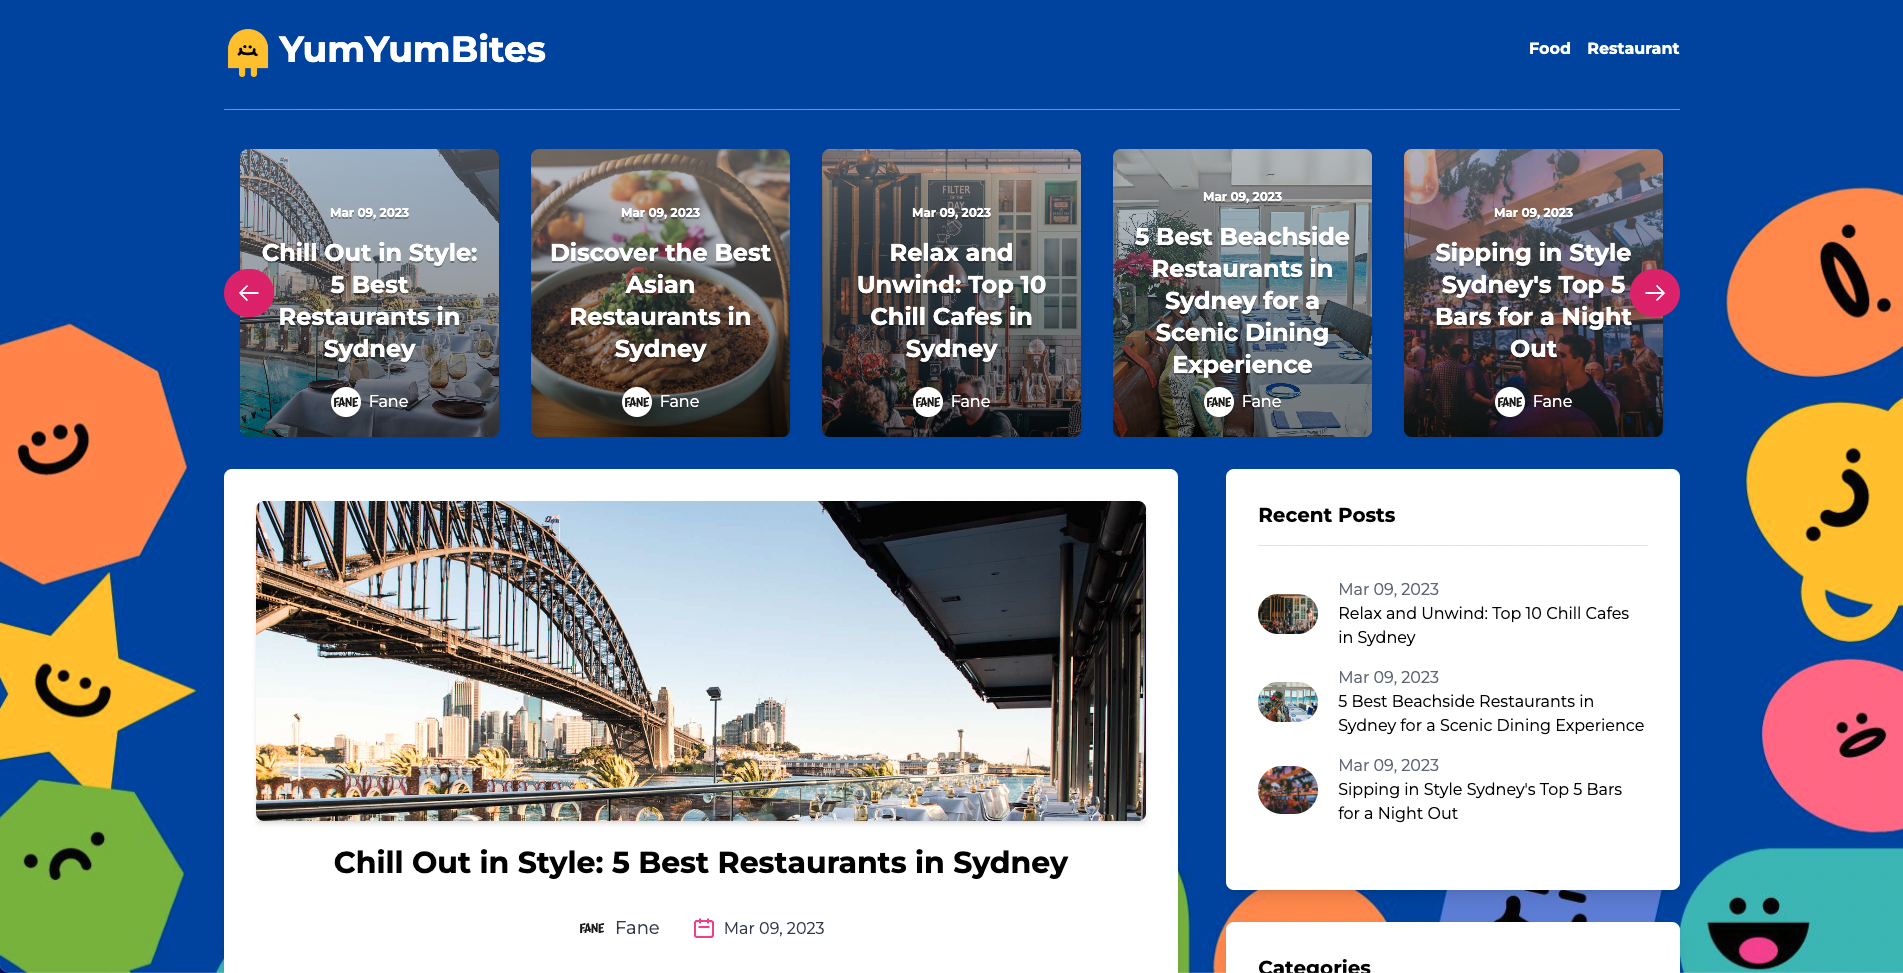 YumYumBites
Food Restaurant
Mar 09, 2023
Chill Out in Style:
5 Best
Restaurants in
Sydney
FANE Fane
Mar 09, 2023
Discover the Best
Asian
Restaurants in
Sydney
FANE Fane
FILTER
OF THE
DAY
Mar 09, 2023
Relax and
Unwind: Top 10
Chill Cafes in
Sydney
FANE Fane
Mar 09, 2023
5 Best Beachside
Restaurants in
Sydney for a
Scenic Dining
Experience
FANE Fane
Mar 09, 2023
Sipping in Style
Sydney's Top 5
Bars for a Night
Out
FANE Fane
Chill Out in Style: 5 Best Restaurants in Sydney
FANE Fane Mar 09, 2023
Recent Posts
Mar 09, 2023
Relax and Unwind: Top 10 Chill Cafes
in Sydney
Mar 09, 2023
5 Best Beachside Restaurants in
Sydney for a Scenic Dining Experience
Mar 09, 2023
Sipping in Style Sydney's Top 5 Bars
for a Night Out
Categories